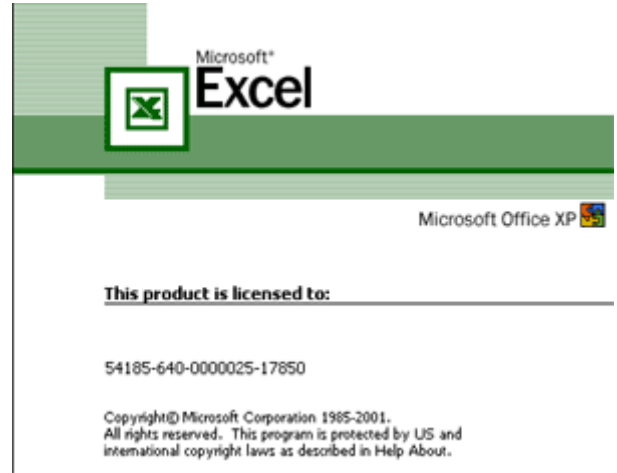 Microsoft®
Excel
Microsoft Office XP
This product is licensed to:
54185-640-0000025-17850
Copyright© Microsoft Corporation 1985-2001.
All rights reserved. This program is protected by US and
international copyright laws as described in Help About.